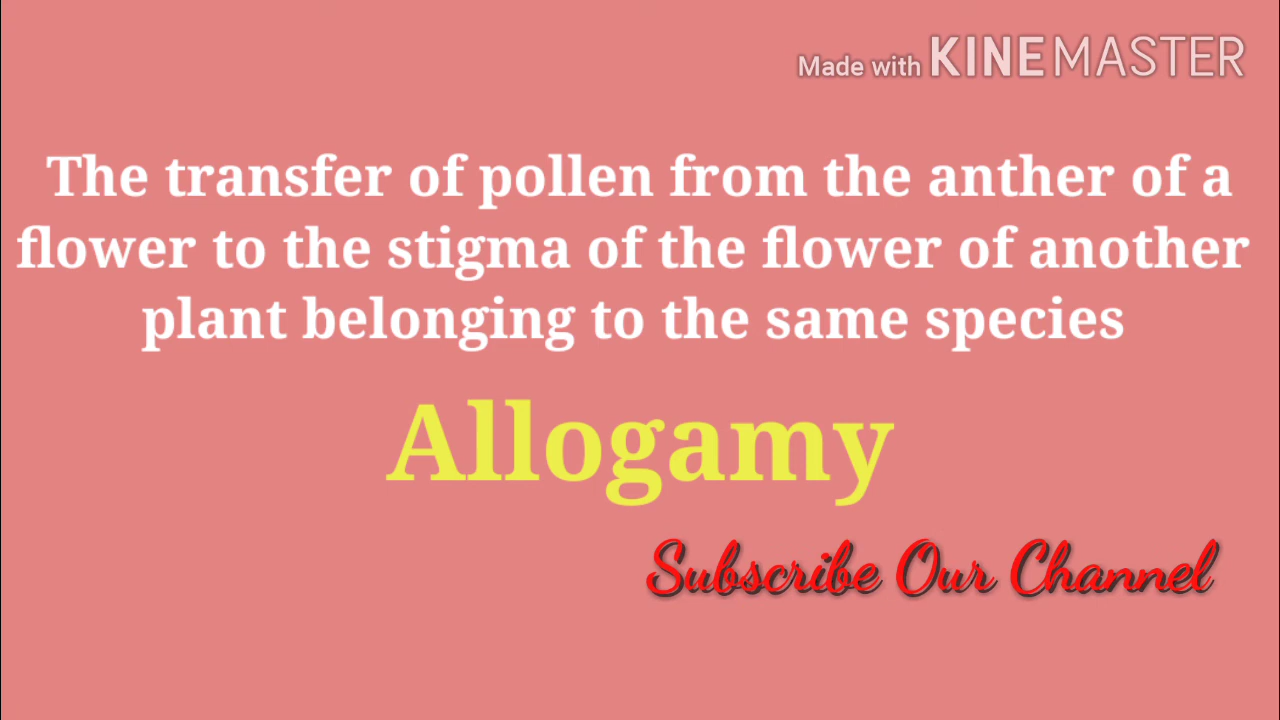 Made with KINEMASTER
The transfer of pollen from the anther of a
flower to the stigma of the flower of another
plant belonging to the same species
Allogamy
Subscribe Our Channel